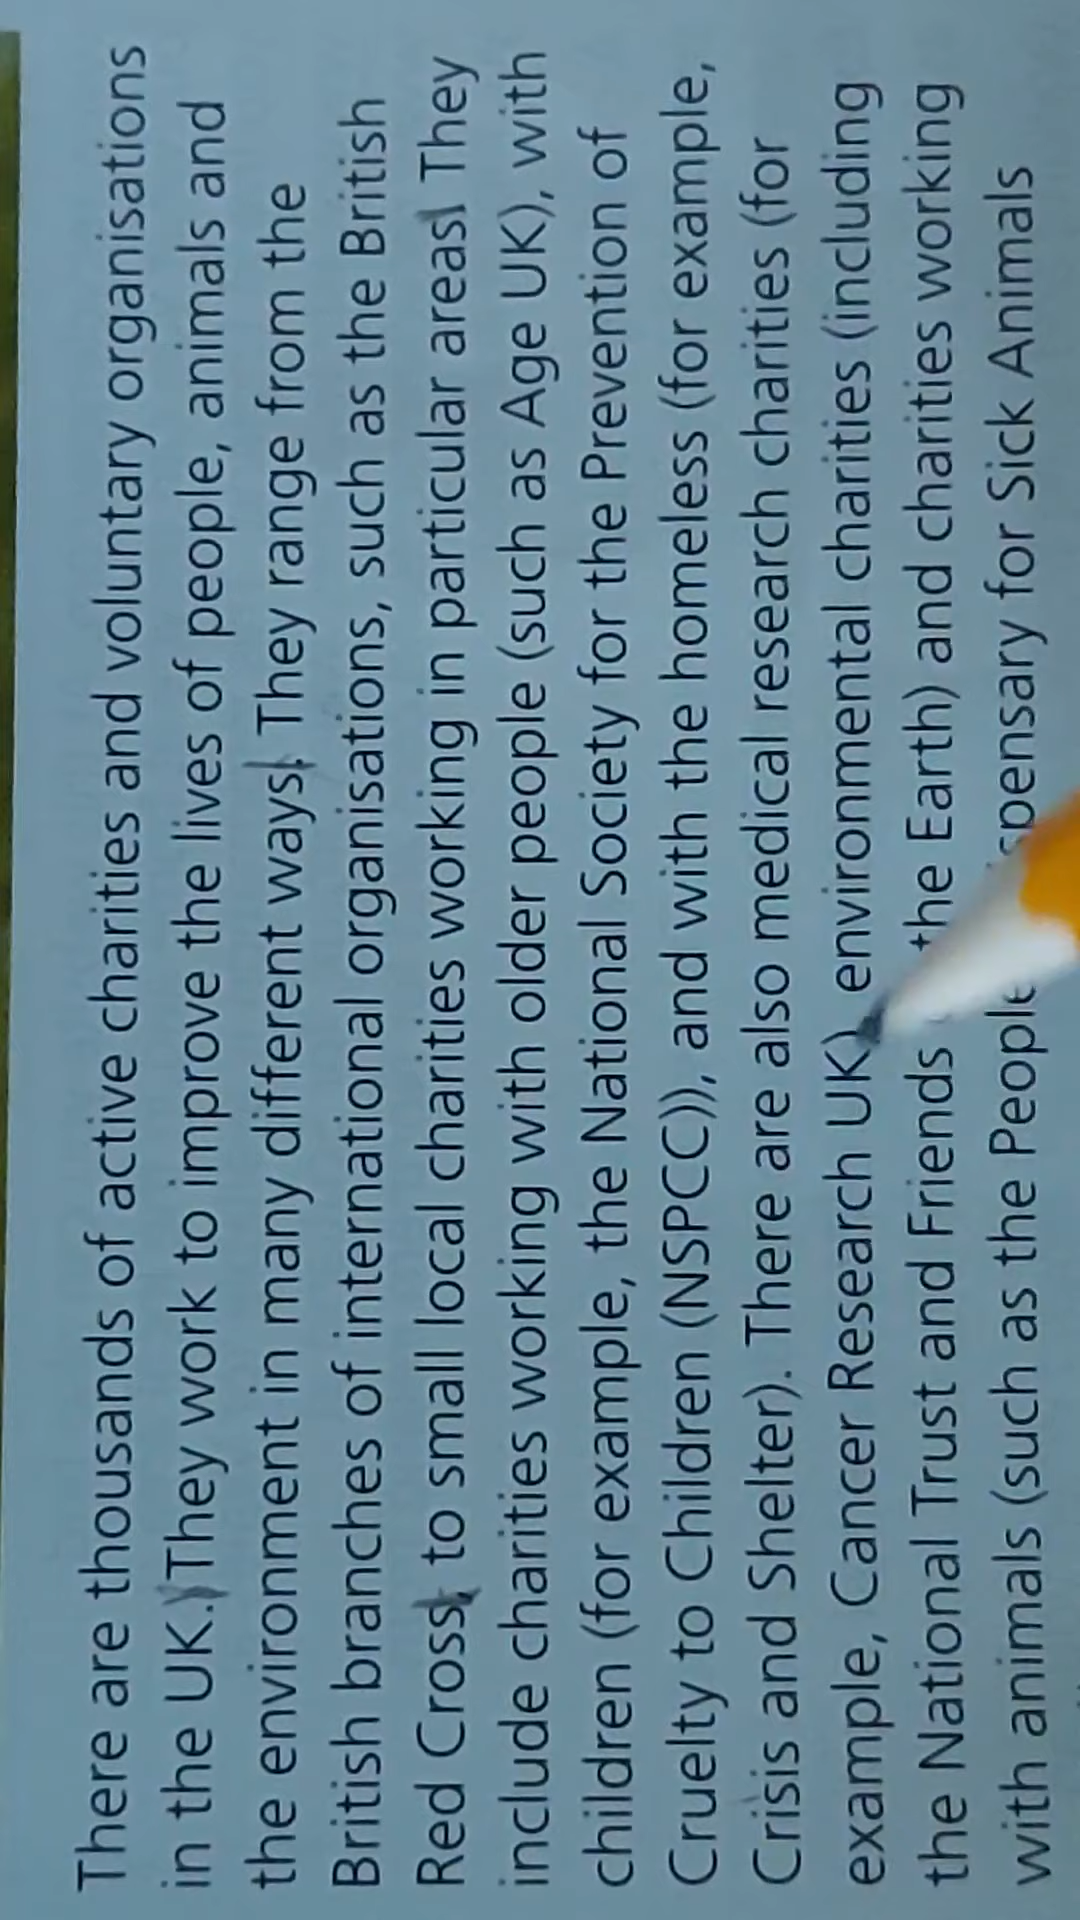 There are thousands of active charities and voluntary organisations
in the UK. They work to improve the lives of people, animals and
the environment in many different ways. They range from the
British branches of international organisations, such as the British
Red Cross, to small local charities working in particular areas. They
include charities working with older people (such as Age UK), with
children (for example, the National Society for the Prevention of
Cruelty to Children (NSPCC)), and with the homeless (for example,
Crisis and Shelter). There are also medical research charities (for
example, Cancer Research UK), environmental charities (including
the National Trust and Friends the Earth) and charities working
with animals (such as the for Sick Animals